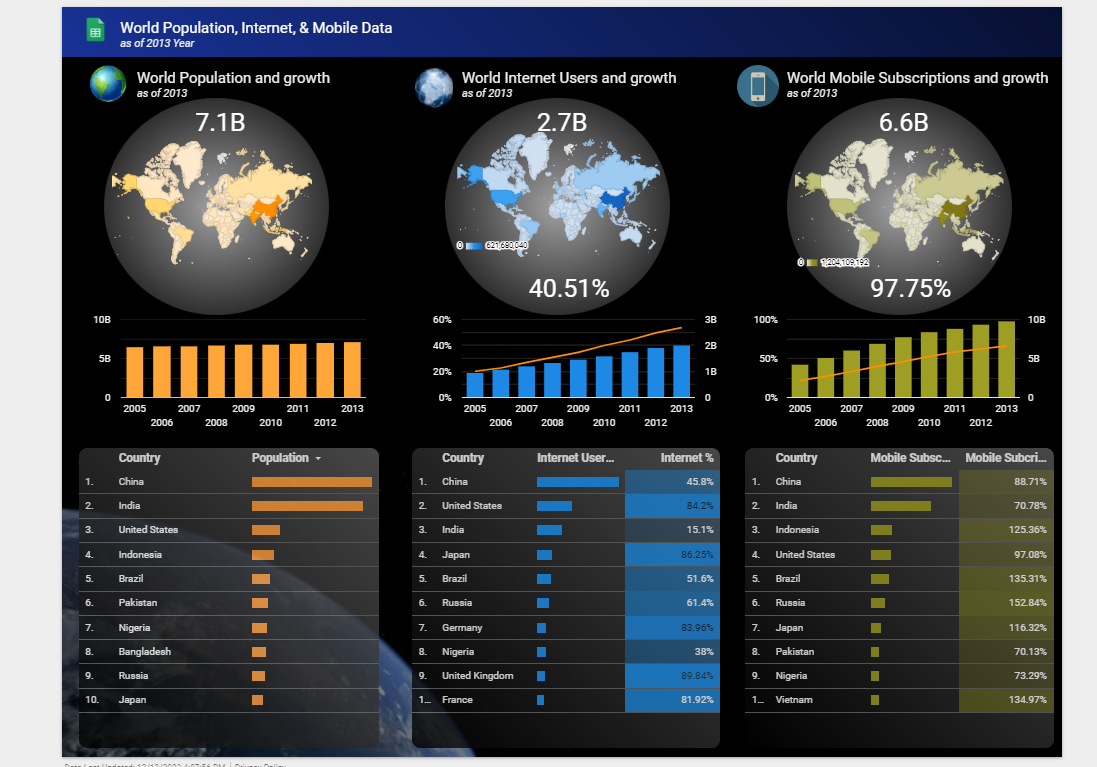 World Population, Internet, & Mobile Data
as of 2013 Year
World Population and growth
as of 2013
7.1B
World Internet Users and growth
as of 2013
2.7B
0 621,680,040
40.51%
World Mobile Subscriptions and growth
as of 2013
6.6B
0
97.75%
10B
5B
0
2005 2007 2009 2011 2013
2006 2008 2010 2012
60% 3B
40% 2B
20% 1B
0% 0
2005 2007 2009 2011 2013
2006 2008 2010 2012
100% 10B
50% 5B
0% 0
2005 2007 2009 2011 2013
2006 2008 2010 2012
Country Population
1. China
2. India
3. United States
4. Indonesia
5. Brazil
6. Pakistan
7. Nigeria
8. Bangladesh
9. Russia
10. Japan
Country Internet User... Internet %
1. China 45.8%
2. United States 84.2%
3. India 15.1%
4. Japan 86.25%
5. Brazil 51.6%
6. Russia 61.4%
7. Germany 83.96%
8. Nigeria 38%
9. United Kingdom 89.84%
1... France 81.92%
Country Mobile Subsc... Mobile Subcri...
1. China 88.71%
2. India 70.78%
3. Indonesia 125.36%
4. United States 97.08%
5. Brazil 135.31%
6. Russia 152.84%
7. Japan 116.32%
8. Pakistan 70.13%
9. Nigeria 73.29%
1... Vietnam 134.97%
Data Last Updated: Privacy Policy